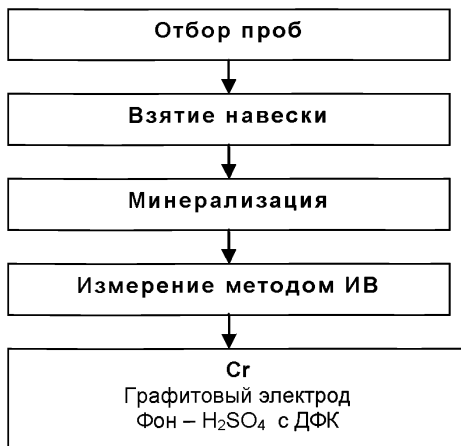 Отбор проб
Взятие навески
Минерализация
Измерение методом ИВ
Cr
Графитовый электрод
Фон – H₂SO₄ с ДФК